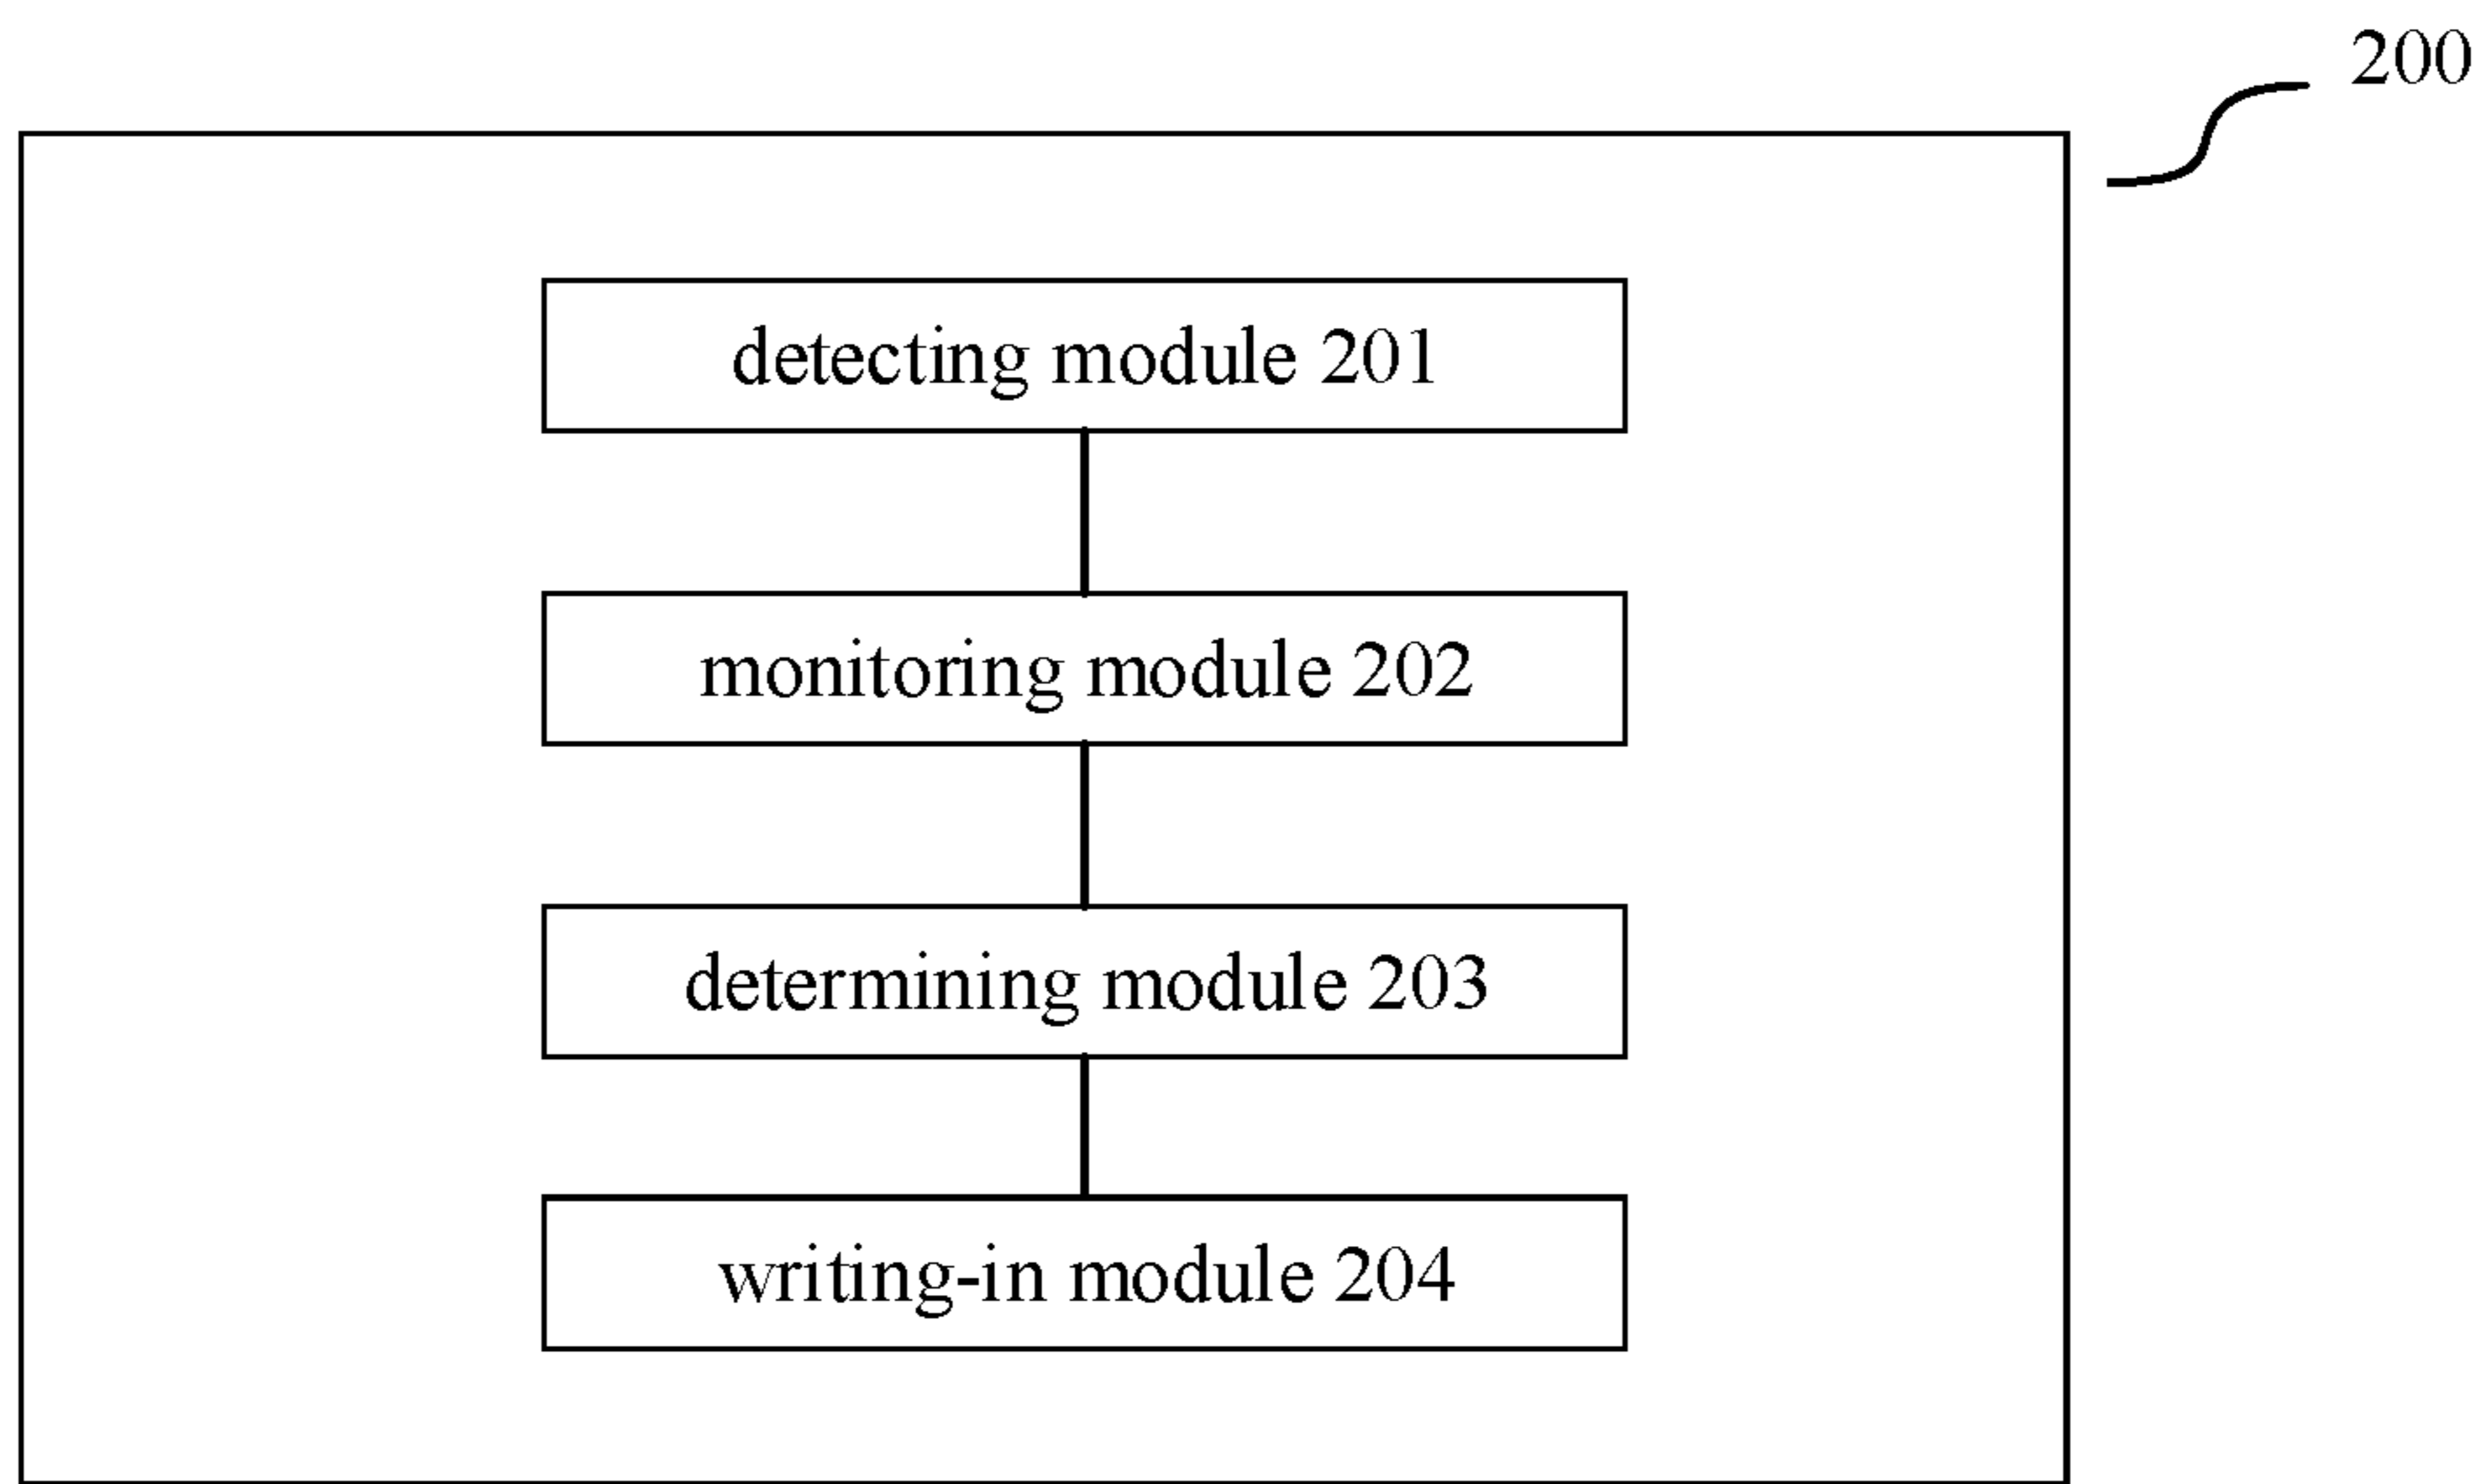 200
detecting module 201
monitoring module 202
determining module 203
writing-in module 204